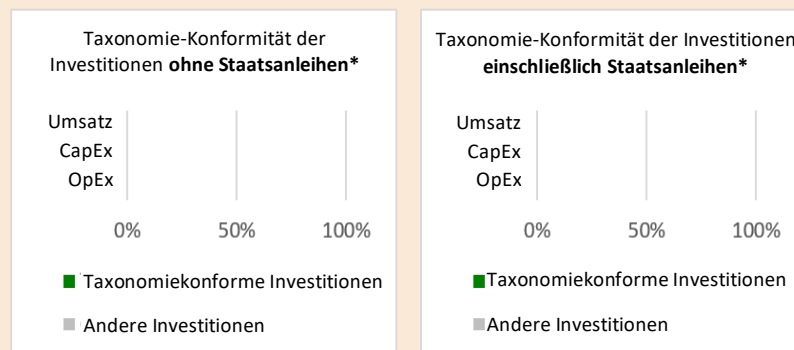 Taxonomie-Konformität der
Investitionen ohne Staatsanleihen*
Umsatz
CapEx
OpEx
0% 50% 100%
Taxonomiekonforme Investitionen
Andere Investitionen
Taxonomie-Konformität der Investitionen
einschließlich Staatsanleihen*
Umsatz
CapEx
OpEx
0% 50% 100%
Taxonomiekonforme Investitionen
Andere Investitionen